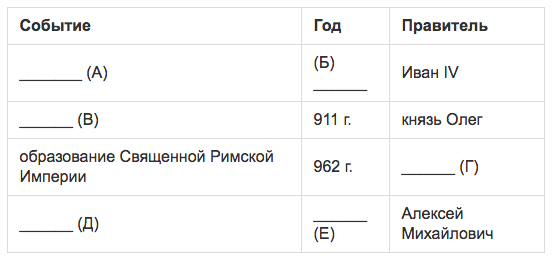 Событие Год Правитель
_______ (А) (Б) ______ Иван IV
______ (В) 911 г. князь Олег
образование Священной Римской
Империи 962 г. ______ (Г)
______ (Д) ______ (Е) Алексей
Михайлович